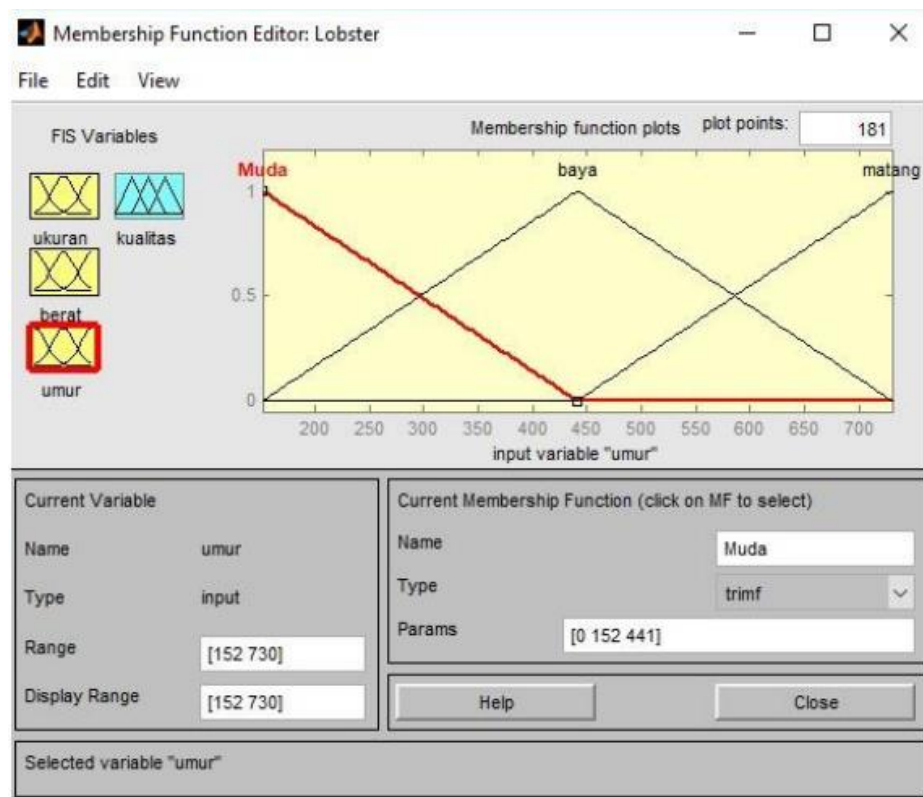 Membership Function Editor: Lobster
File Edit View
FIS Variables
Membership function plots plot points: 181
ukuran kualitas
berat
umur
Muda baya matang
1
0.5
0
200 250 300 350 400 450 500 550 600 650 700
input variable "umur"
Current Variable
Name umur
Type input
Range [152 730]
Display Range [152 730]
Current Membership Function (click on MF to select)
Name Muda
Type trimf
Params [0 152 441]
Help Close
Selected variable "umur"